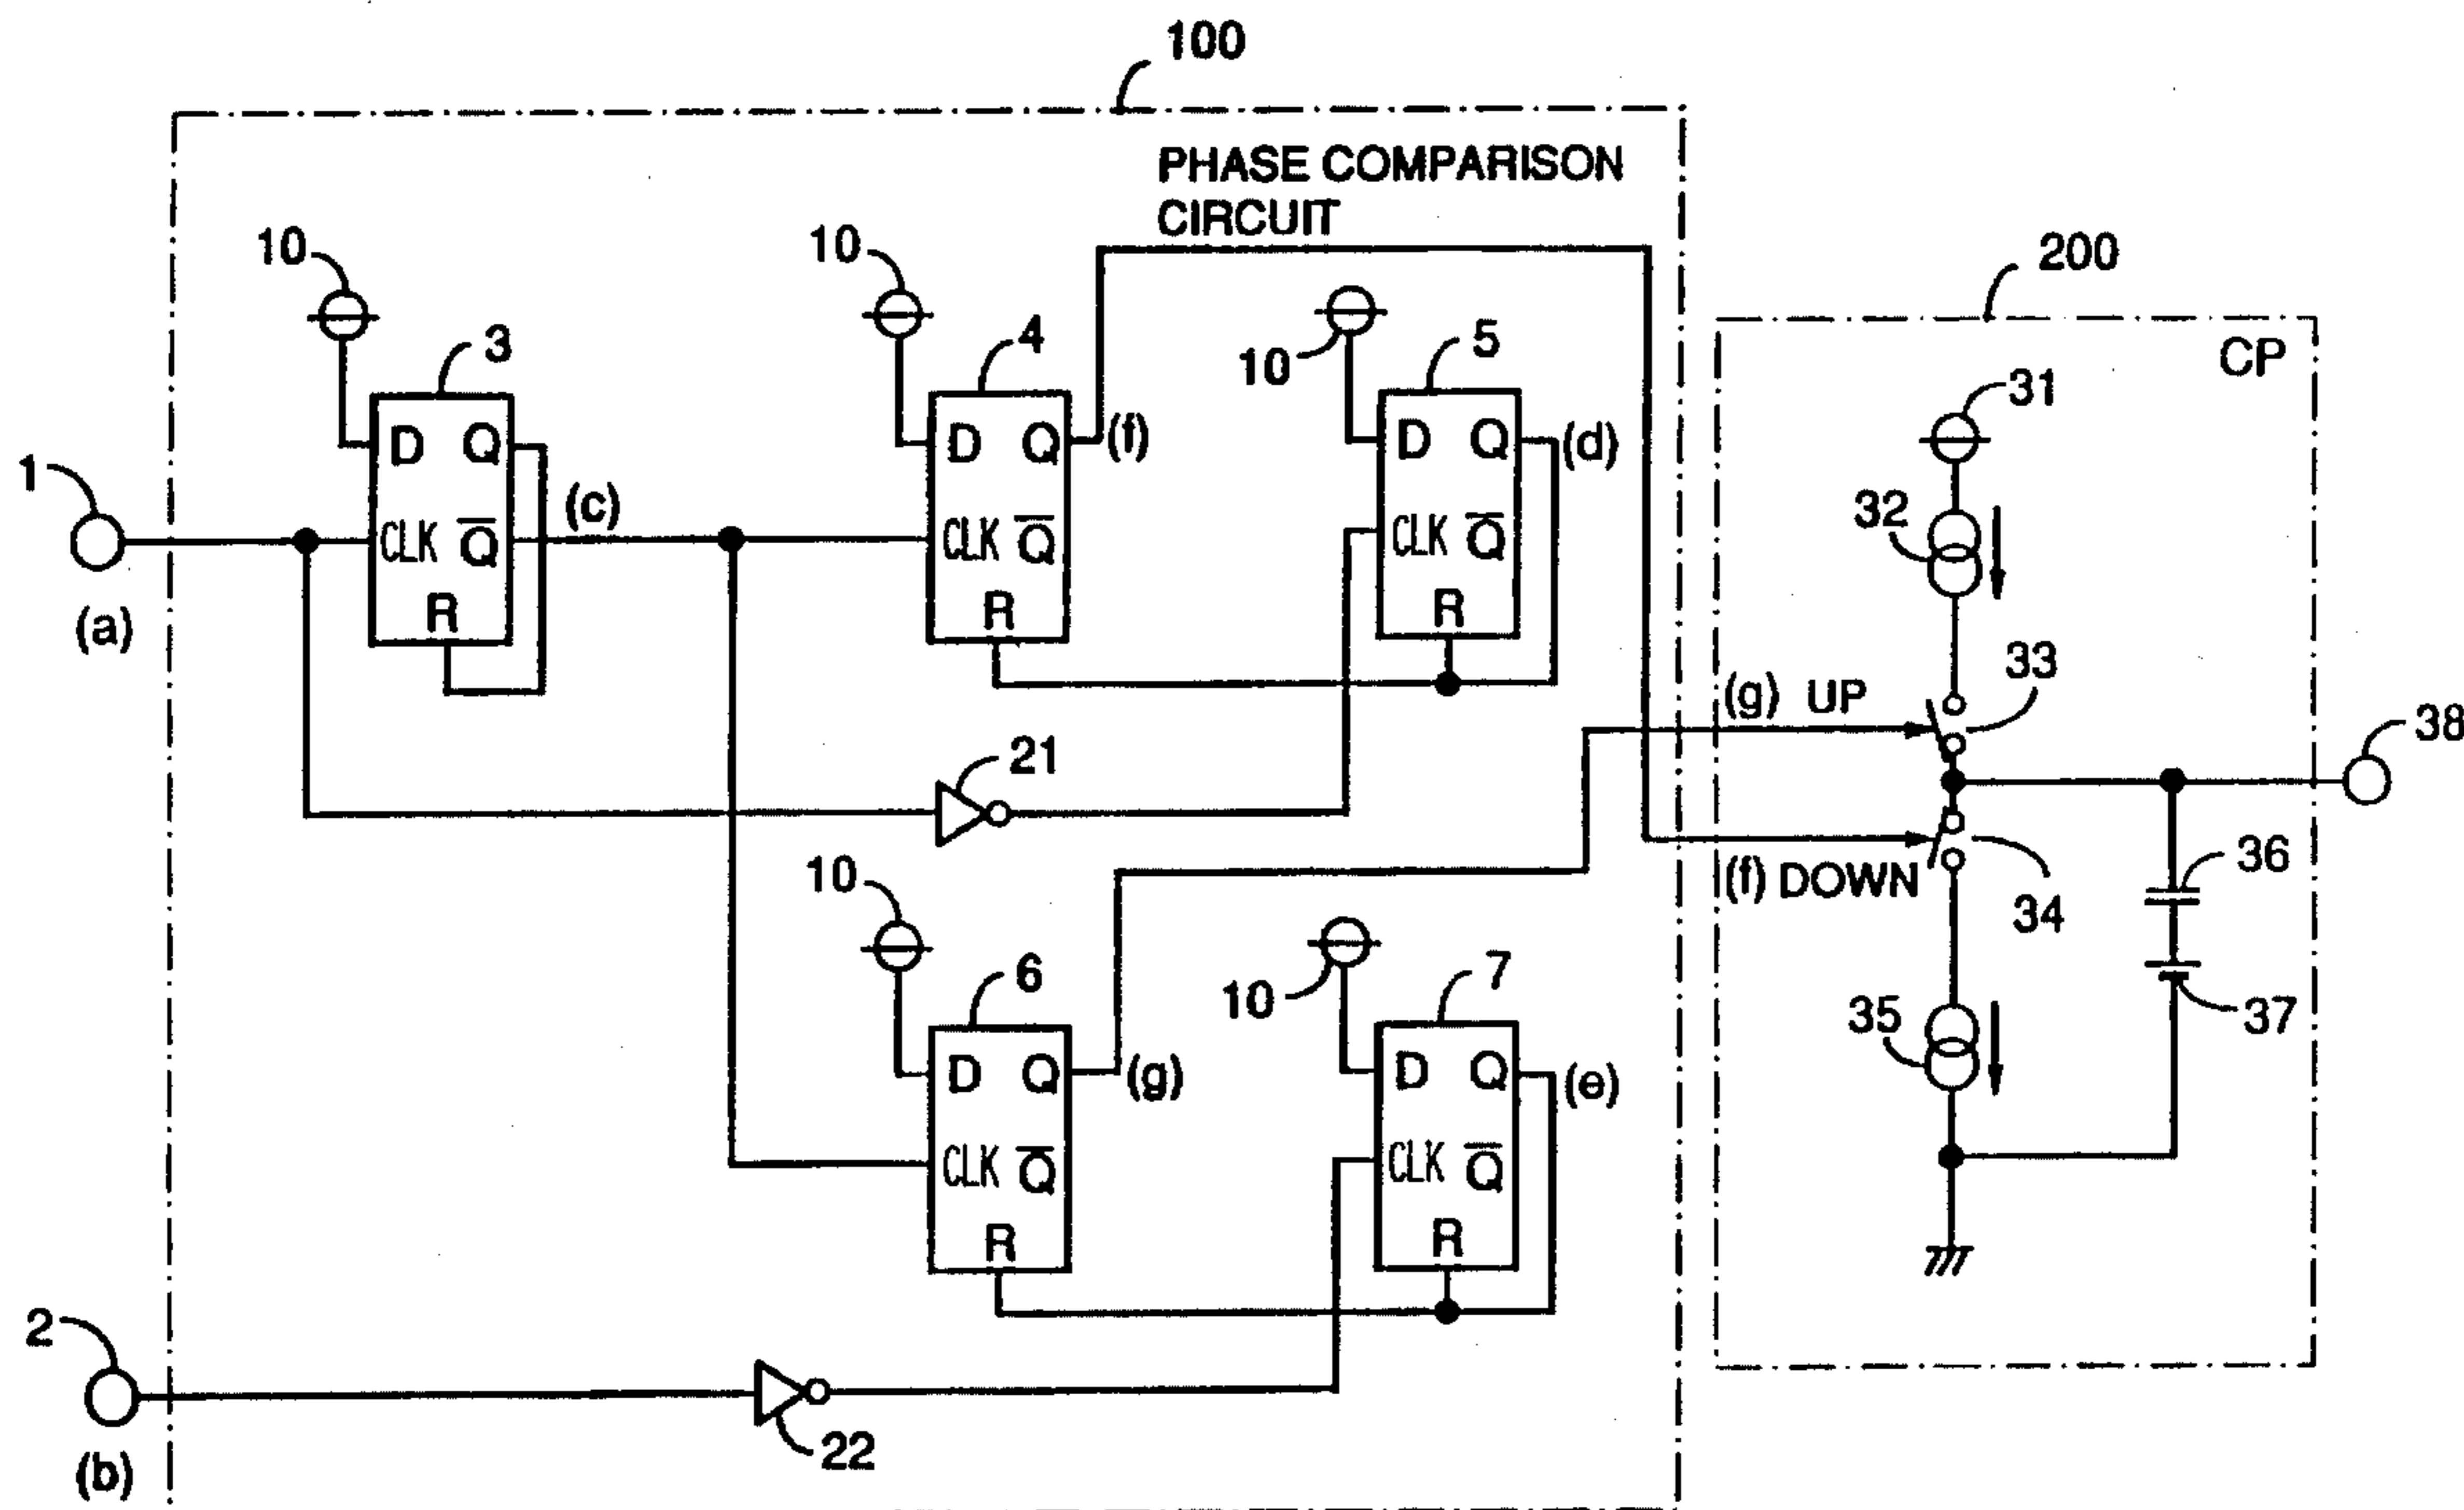 100
PHASE COMPARISON
CIRCUIT
10
10
10
200
CP
3
4
5
31
D Q
D Q
(f)
D Q
(d)
1
(c)
32
CLK Q̅
CLK Q̅
CLK Q̅
R
R
R
(a)
33
(g) UP
38
21
10
(f) DOWN
36
34
6
7
10
35
37
D Q
(g)
D Q
(e)
CLK Q̅
CLK Q̅
R
R
2
22
(b)